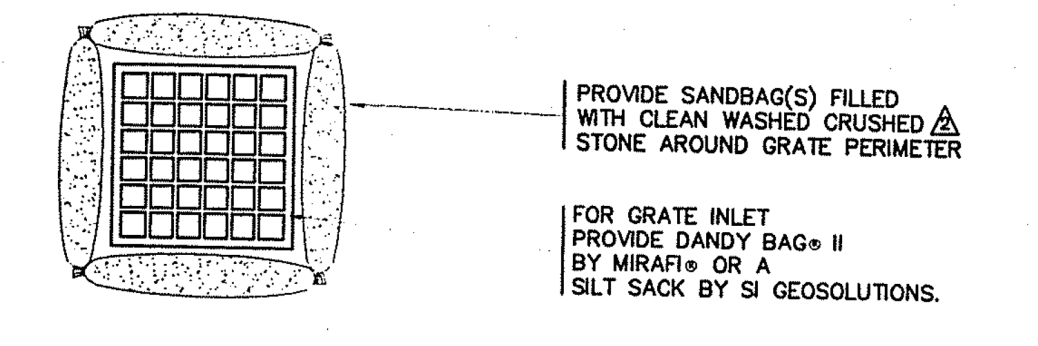 PROVIDE SANDBAG(S) FILLED
WITH CLEAN WASHED CRUSHED 2
STONE AROUND GRATE PERIMETER
FOR GRATE INLET
PROVIDE DANDY BAG® II
BY MIRAFI® OR A
SILT SACK BY SI GEOSOLUTIONS.